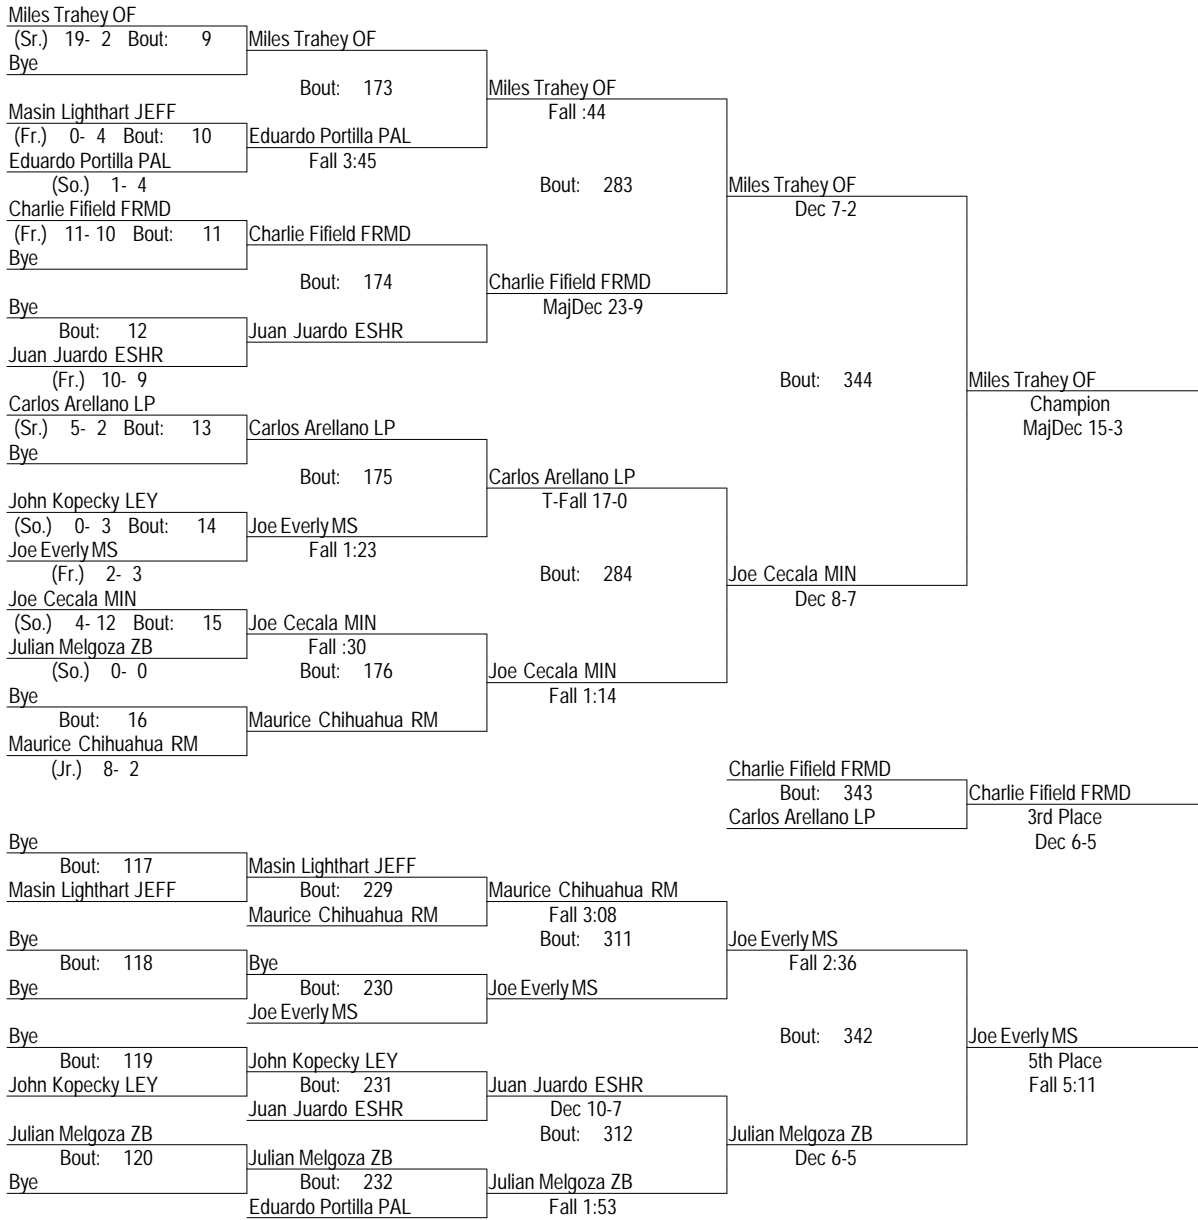 Miles Trahey OF
(Sr.) 19- 2 Bout: 9 Miles Trahey OF
Bye
Bout: 173 Miles Trahey OF
Masin Lighthart JEFF Fall :44
(Fr.) 0- 4 Bout: 10 Eduardo Portilla PAL
Eduardo Portilla PAL Fall 3:45
(So.) 1- 4 Bout: 283 Miles Trahey OF
Charlie Fifield FRMD Dec 7-2
(Fr.) 11- 10 Bout: 11 Charlie Fifield FRMD
Bye
Bout: 174 Charlie Fifield FRMD
Bye MajDec 23-9
Bout: 12 Juan Juardo ESHR
Juan Juardo ESHR
(Fr.) 10- 9 Bout: 344 Miles Trahey OF
Carlos Arellano LP Champion
(Sr.) 5- 2 Bout: 13 Carlos Arellano LP MajDec 15-3
Bye
Bout: 175 Carlos Arellano LP
John Kopecky LEY T-Fall 17-0
(So.) 0- 3 Bout: 14 Joe Everly MS
Joe Everly MS Fall 1:23
(Fr.) 2- 3 Bout: 284 Joe Cecala MIN
Joe Cecala MIN Dec 8-7
(So.) 4- 12 Bout: 15 Joe Cecala MIN
Julian Melgoza ZB Fall :30
(So.) 0- 0 Bout: 176 Joe Cecala MIN
Bye Fall 1:14
Bout: 16 Maurice Chihuahua RM
Maurice Chihuahua RM
(Jr.) 8- 2 Charlie Fifield FRMD
Bout: 343 Charlie Fifield FRMD
Carlos Arellano LP 3rd Place
Bye Dec 6-5
Bout: 117 Masin Lighthart JEFF
Masin Lighthart JEFF Bout: 229 Maurice Chihuahua RM
Maurice Chihuahua RM Fall 3:08
Bye Bout: 311 Joe Everly MS
Bout: 118 Bye Fall 2:36
Bye Bout: 230 Joe Everly MS
Joe Everly MS
Bye Bout: 342 Joe Everly MS
Bout: 119 John Kopecky LEY 5th Place
John Kopecky LEY Bout: 231 Juan Juardo ESHR Fall 5:11
Juan Juardo ESHR Dec 10-7
Julian Melgoza ZB Bout: 312 Julian Melgoza ZB
Bout: 120 Julian Melgoza ZB Dec 6-5
Bye Bout: 232 Julian Melgoza ZB
Eduardo Portilla PAL Fall 1:53